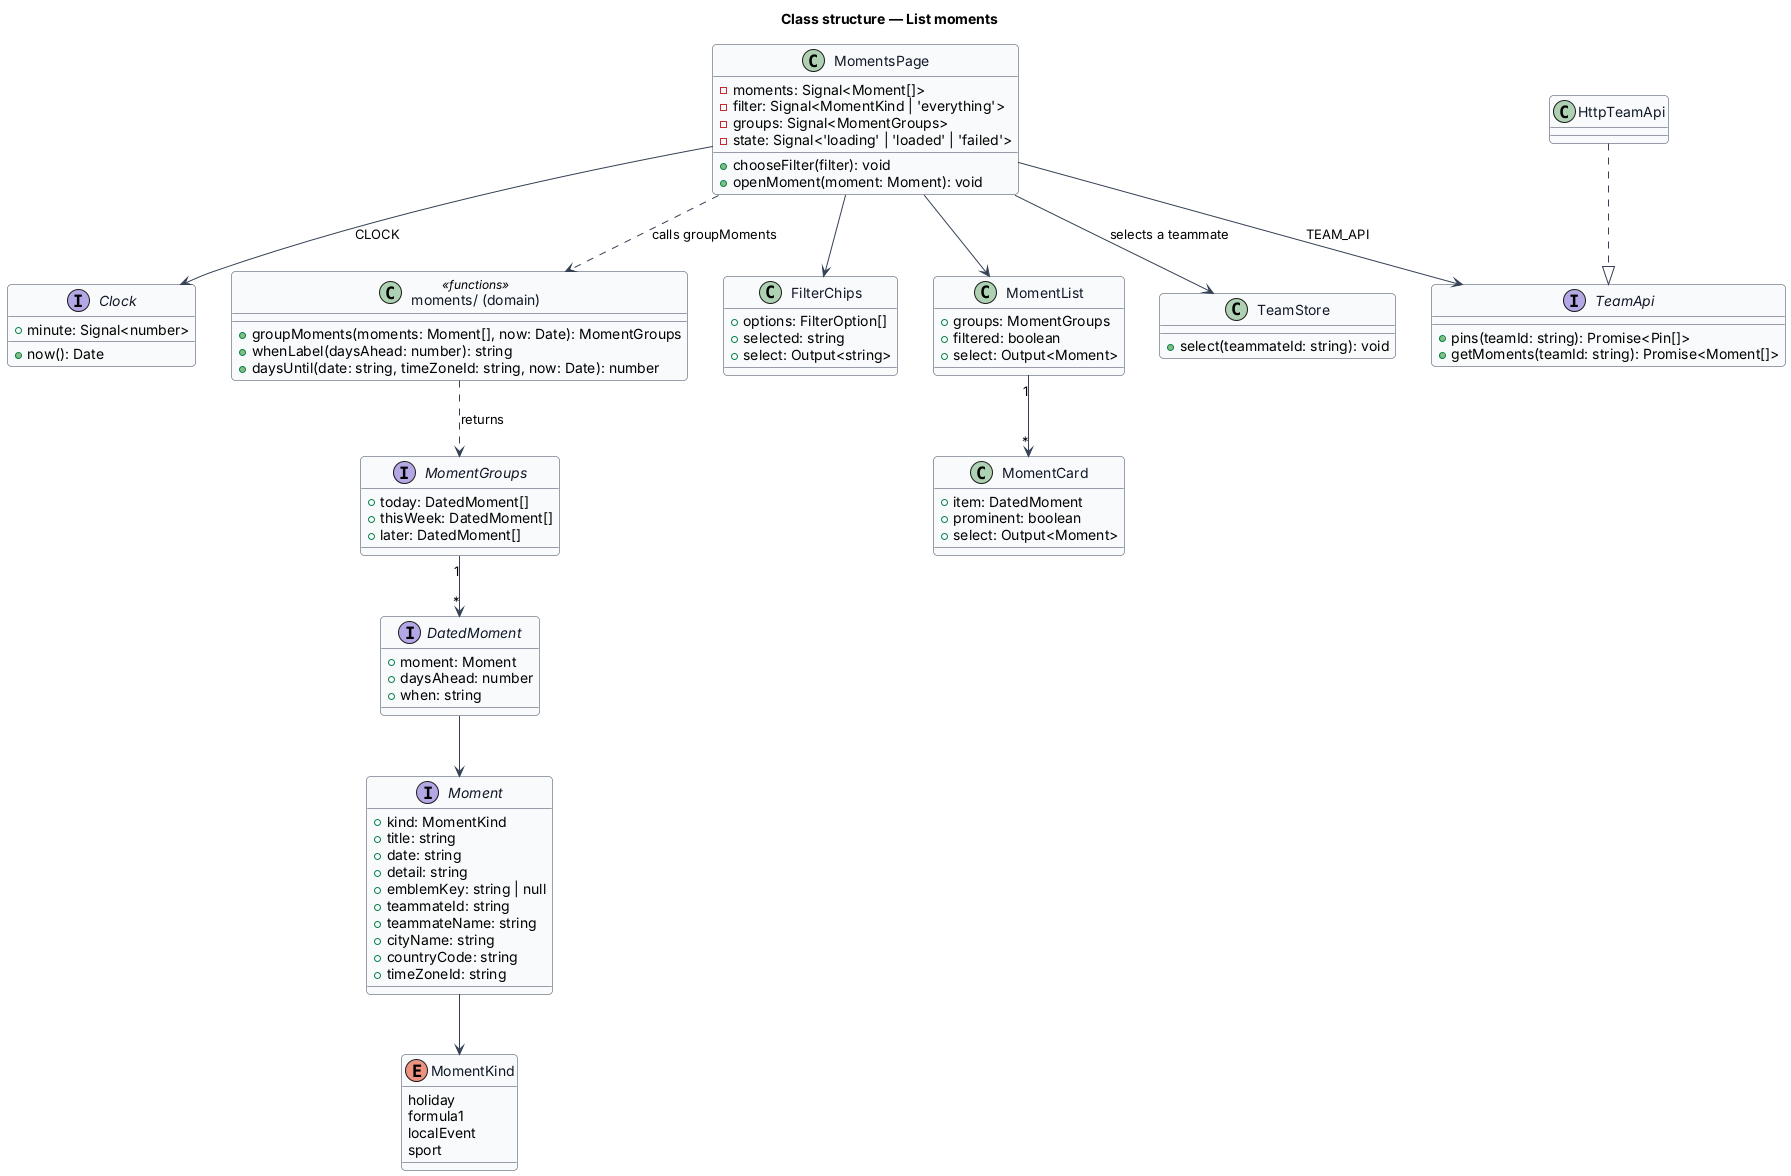 Class structure — List moments
C MomentsPage
moments: Signal<Moment[]>
filter: Signal<MomentKind | 'everything'>
groups: Signal<MomentGroups>
state: Signal<'loading' | 'loaded' | 'failed'>
chooseFilter(filter): void
openMoment(moment: Moment): void
C HttpTeamApi
CLOCK
calls groupMoments
selects a teammate
TEAM_API
I Clock
minute: Signal<number>
now(): Date
C «functions»
moments/ (domain)
groupMoments(moments: Moment[], now: Date): MomentGroups
whenLabel(daysAhead: number): string
daysUntil(date: string, timeZoneId: string, now: Date): number
C FilterChips
options: FilterOption[]
selected: string
select: Output<string>
C MomentList
groups: MomentGroups
filtered: boolean
select: Output<Moment>
C TeamStore
select(teammateId: string): void
I TeamApi
pins(teamId: string): Promise<Pin[]>
getMoments(teamId: string): Promise<Moment[]>
returns
1
*
I MomentGroups
today: DatedMoment[]
thisWeek: DatedMoment[]
later: DatedMoment[]
C MomentCard
item: DatedMoment
prominent: boolean
select: Output<Moment>
1
*
I DatedMoment
moment: Moment
daysAhead: number
when: string
I Moment
kind: MomentKind
title: string
date: string
detail: string
emblemKey: string | null
teammateId: string
teammateName: string
cityName: string
countryCode: string
timeZoneId: string
E MomentKind
holiday
formula1
localEvent
sport